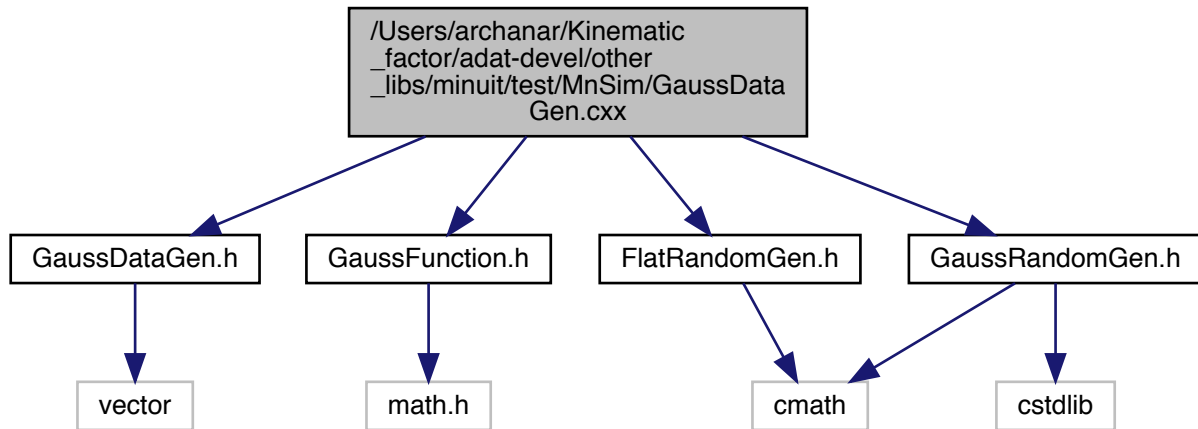 /Users/archanar/Kinematic
_factor/adat-devel/other
_libs/minuit/test/MnSim/GaussData
Gen.cxx
GaussDataGen.h
GaussFunction.h
FlatRandomGen.h
GaussRandomGen.h
vector
math.h
cmath
cstdlib